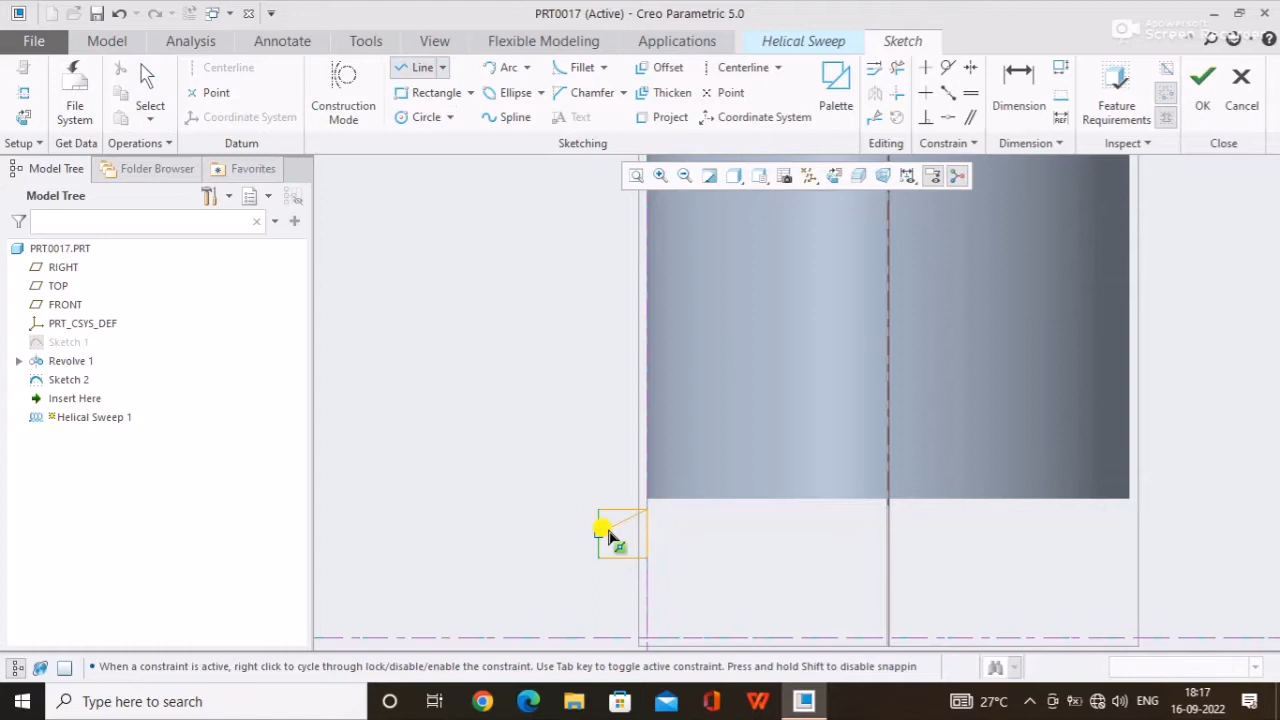 PRT0017 (Active) - Creo Parametric 5.0
Apowersoft
Screen Recorder
File Model Analysis Annotate Tools View Flexible Modeling Applications Helical Sweep Sketch
File System
Select
Centerline
Point
Coordinate System
Construction Mode
Line Arc Fillet Offset Centerline
Rectangle Ellipse Chamfer Thicken Point
Circle Spline Text Project Coordinate System
Palette
Dimension
REF
Feature Requirements
OK
Cancel
Setup Get Data Operations Datum Sketching Editing Constrain Dimension Inspect Close
Model Tree Folder Browser Favorites
Model Tree
PRT0017.PRT
RIGHT
TOP
FRONT
PRT_CSYS_DEF
Sketch 1
Revolve 1
Sketch 2
Insert Here
Helical Sweep 1
• When a constraint is active, right click to cycle through lock/disable/enable the constraint. Use Tab key to toggle active constraint. Press and hold Shift to disable snappin
Type here to search
27°C
ENG
18:17
16-09-2022